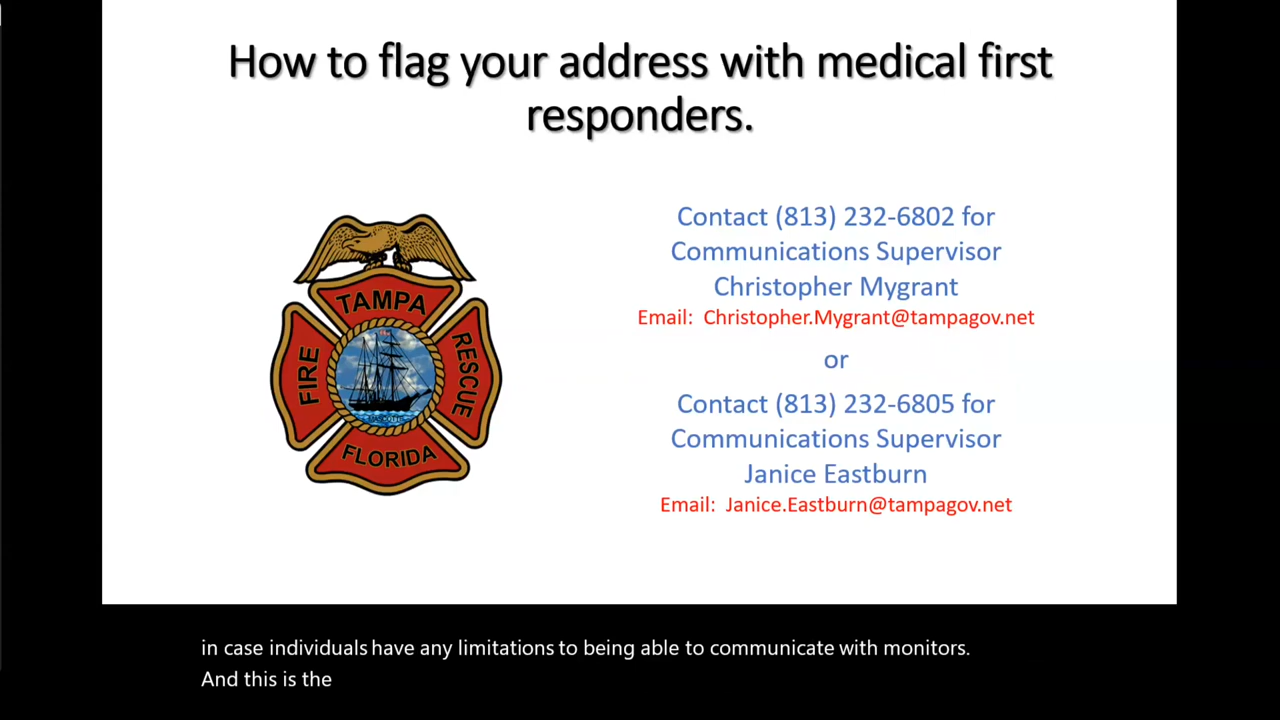 How to flag your address with medical first
responders.
TAMPA
FIRE
RESCUE
FLORIDA
Contact (813) 232-6802 for
Communications Supervisor
Christopher Mygrant
Email: Christopher.Mygrant@tampagov.net
or
Contact (813) 232-6805 for
Communications Supervisor
Janice Eastburn
Email: Janice.Eastburn@tampagov.net
in case individuals have any limitations to being able to communicate with monitors.
And this is the